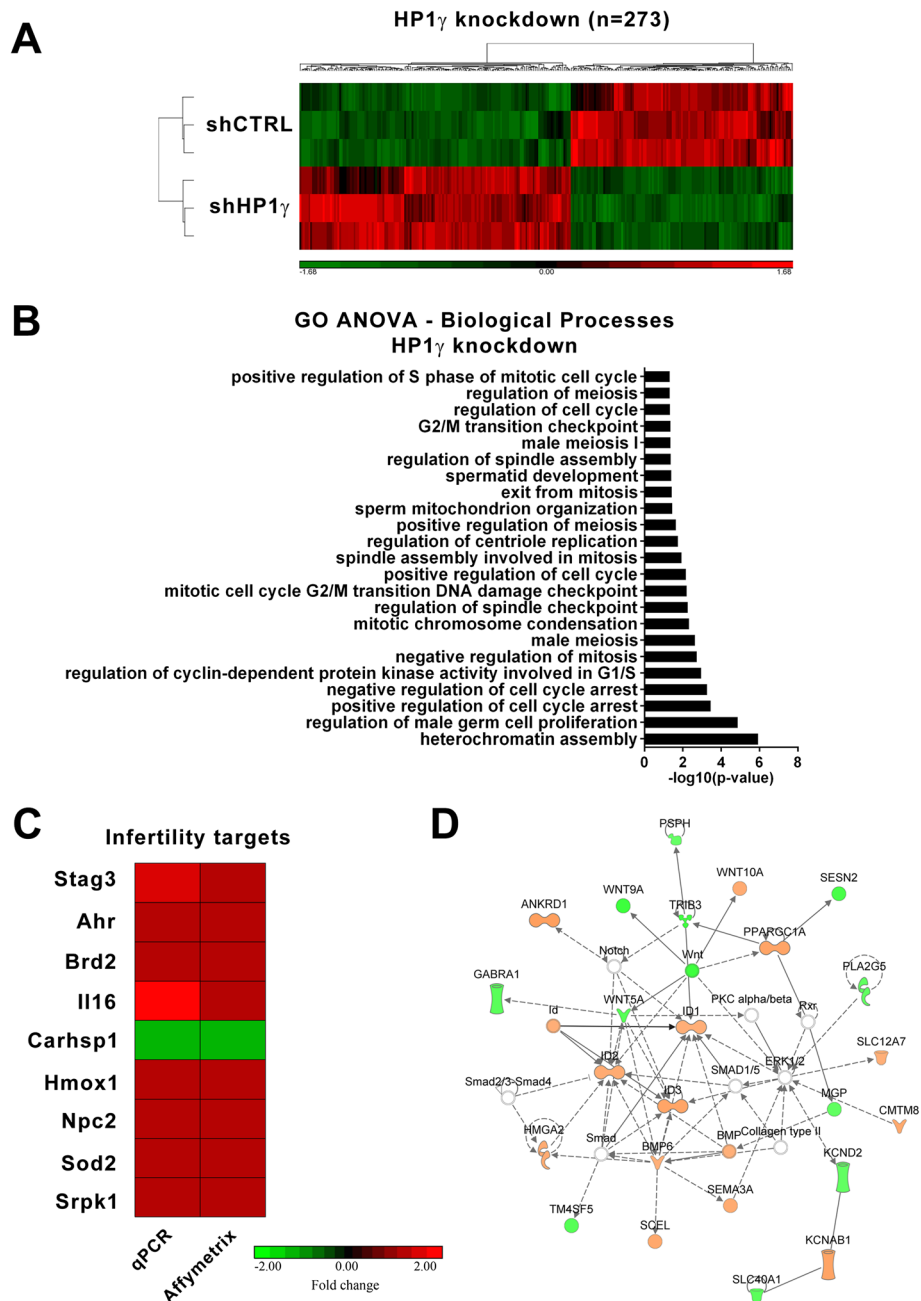 A
HP1γ knockdown (n=273)
shCTRL
shHP1γ
-1.68 0.00 1.68
B
GO ANOVA - Biological Processes
HP1γ knockdown
positive regulation of S phase of mitotic cell cycle
regulation of meiosis
regulation of cell cycle
G2/M transition checkpoint
male meiosis I
regulation of spindle assembly
spermatid development
exit from mitosis
sperm mitochondrion organization
positive regulation of meiosis
regulation of centriole replication
spindle assembly involved in mitosis
positive regulation of cell cycle
mitotic cell cycle G2/M transition DNA damage checkpoint
regulation of spindle checkpoint
mitotic chromosome condensation
male meiosis
negative regulation of mitosis
regulation of cyclin-dependent protein kinase activity involved in G1/S
negative regulation of cell cycle arrest
positive regulation of cell cycle arrest
regulation of male germ cell proliferation
heterochromatin assembly
0 2 4 6 8
-log10(p-value)
C
Infertility targets
Stag3
Ahr
Brd2
Il16
Carhsp1
Hmox1
Npc2
Sod2
Srpk1
qPCR
Affymetrix
-2.00 0.00 2.00
Fold change
D
PSPH
WNT9A
WNT10A
SESN2
ANKRD1
TRIB3
PPARGC1A
Notch
Wnt
PLA2G5
GABRA1
WNT5A
PKC alpha/beta
Rxr
Id
ID1
SLC12A7
ID2
SMAD1/5
ERK1/2
Smad2/3-Smad4
ID3
MGP
CMTM8
HMGA2
Smad
BMP6
BMP
Collagen type II
KCND2
SEMA3A
TM4SF5
SCEL
KCNAB1
SLC40A1